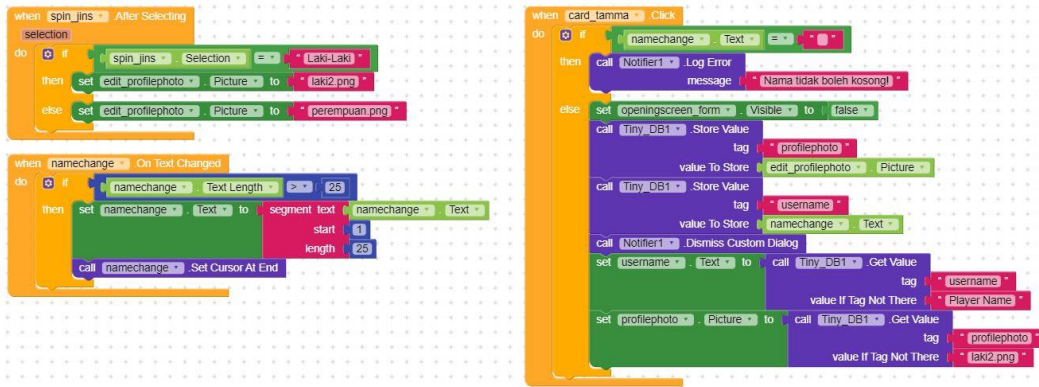 when spin_jins .After Selecting
selection
do if spin_jins . Selection = " Laki-Laki "
then set edit_profilephoto . Picture to " laki2.png "
else set edit_profilephoto . Picture to " perempuan.png "
when namechange .On Text Changed
do if namechange . Text Length > 25
then set namechange . Text to segment text namechange . Text
start 1
length 25
call namechange .Set Cursor At End
when card_tamma .Click
do if namechange . Text = " "
then call Notifier1 .Log Error
message " Nama tidak boleh kosong! "
else set openingscreen_form . Visible to false
call Tiny_DB1 .Store Value
tag " profilephoto "
value To Store edit_profilephoto . Picture
call Tiny_DB1 .Store Value
tag " username "
value To Store namechange . Text
call Notifier1 .Dismiss Custom Dialog
set username . Text to call Tiny_DB1 .Get Value
tag " username "
value If Tag Not There " Player Name "
set profilephoto . Picture to call Tiny_DB1 .Get Value
tag " profilephoto "
value If Tag Not There " laki2.png "